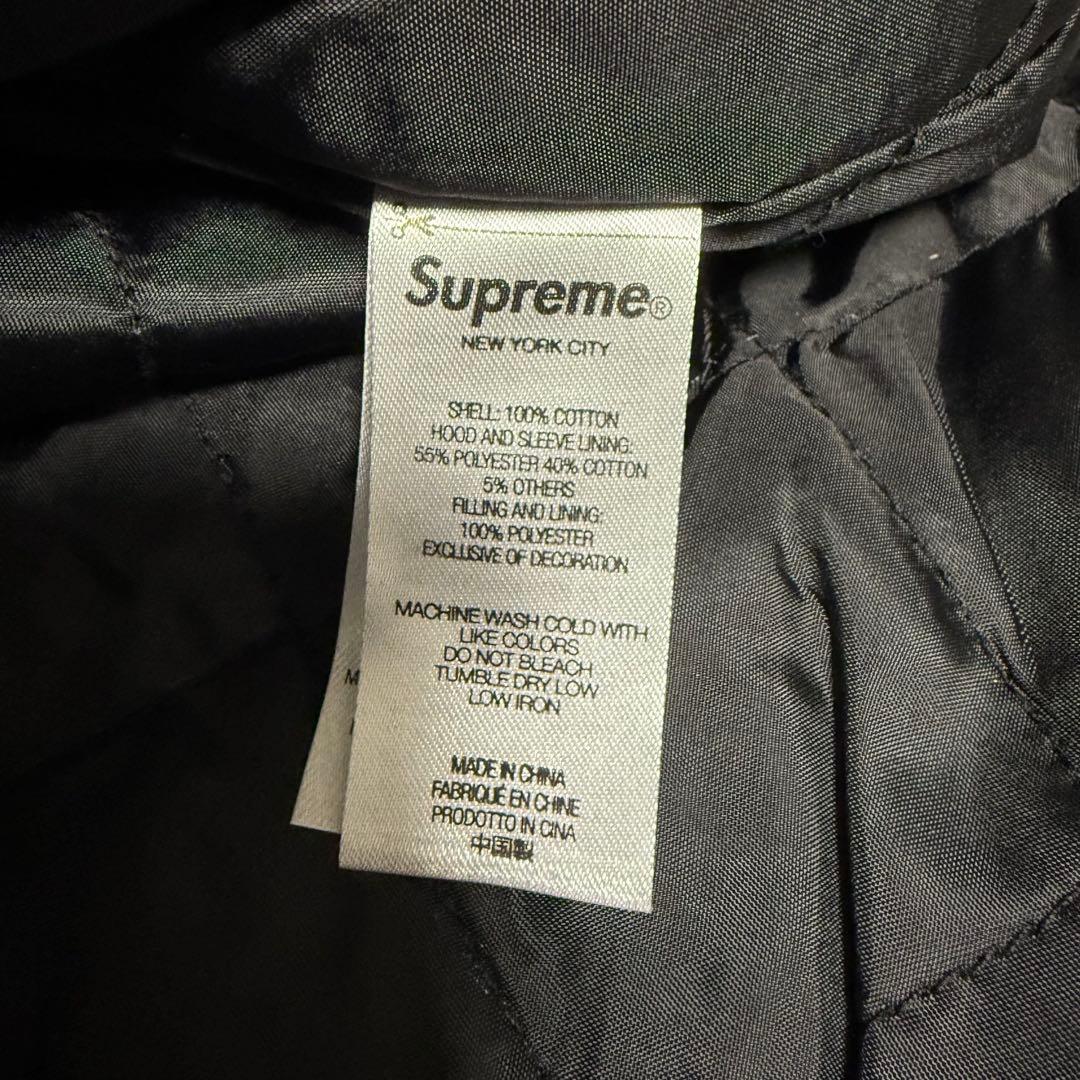 Supreme®
NEW YORK CITY
SHELL: 100% COTTON
HOOD AND SLEEVE LINING:
55% POLYESTER 40% COTTON
5% OTHERS
FILLING AND LINING:
100% POLYESTER
EXCLUSIVE OF DECORATION
MACHINE WASH COLD WITH
LIKE COLORS
DO NOT BLEACH
TUMBLE DRY LOW
LOW IRON
MADE IN CHINA
FABRIQUÉ EN CHINE
PRODOTTO IN CINA
中国製